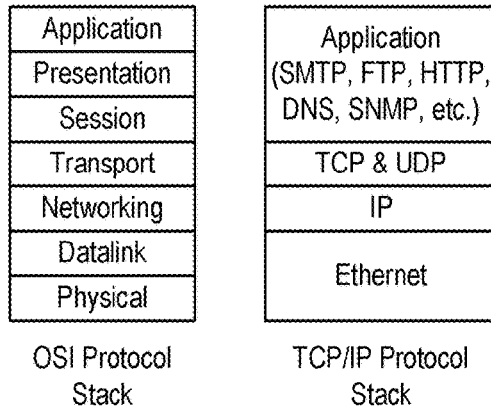 Application
Presentation
Session
Transport
Networking
Datalink
Physical
OSI Protocol
Stack
Application
(SMTP, FTP, HTTP,
DNS, SNMP, etc.)
TCP & UDP
IP
Ethernet
TCP/IP Protocol
Stack